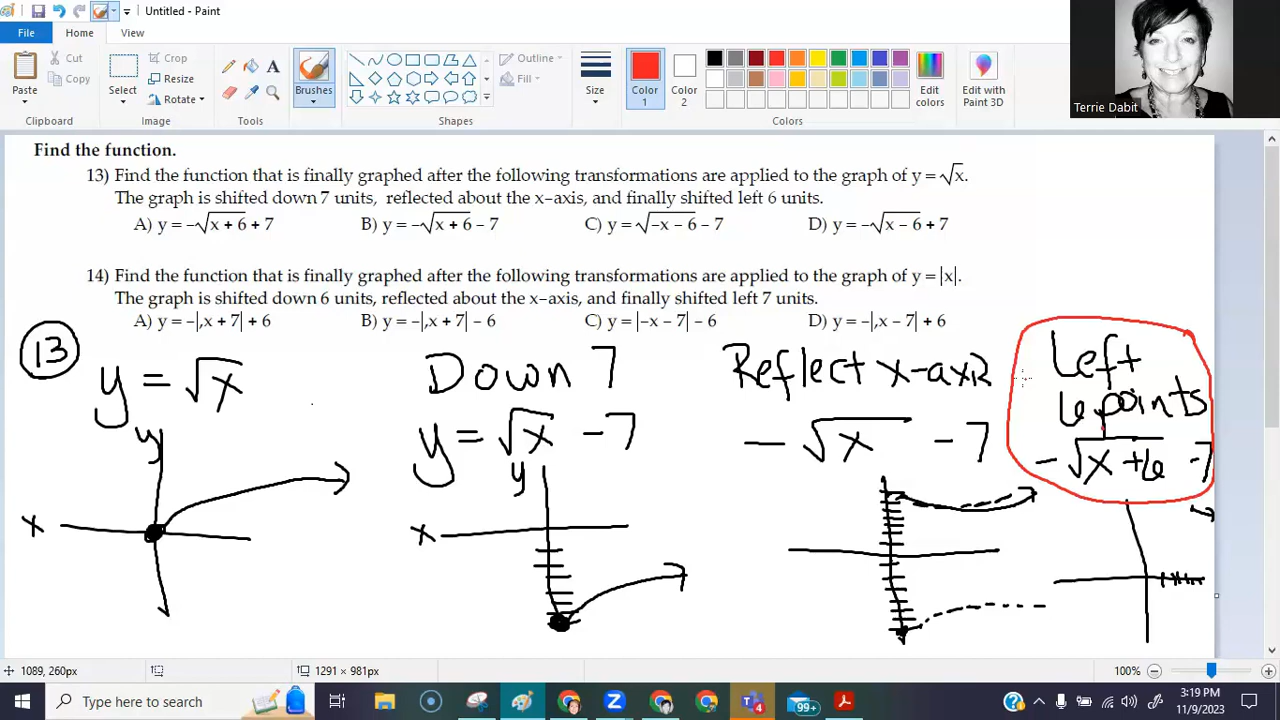 Untitled - Paint
File
Home
View
Paste
Cut
Copy
Clipboard
Select
Crop
Resize
Rotate
Image
A
Tools
Brushes
Outline
Fill
Shapes
Size
Color 1
Color 2
Edit colors
Edit with Paint 3D
Colors
Terrie Dabit
Find the function.
13) Find the function that is finally graphed after the following transformations are applied to the graph of y = √x.
The graph is shifted down 7 units, reflected about the x-axis, and finally shifted left 6 units.
A) y = -√x + 6 + 7 B) y = -√x + 6 - 7 C) y = √-x - 6 - 7 D) y = -√x - 6 + 7
14) Find the function that is finally graphed after the following transformations are applied to the graph of y = |x|.
The graph is shifted down 6 units, reflected about the x-axis, and finally shifted left 7 units.
A) y = -|,x + 7| + 6 B) y = -|,x + 7| - 6 C) y = |-x - 7| - 6 D) y = -|,x - 7| + 6
13
y = √x
Down 7
Reflect x-axis
Left
6 points
y = √x - 7
- √x - 7
- √x+6 - 7
y
x
y
x
1089, 260px
1291 × 981px
100%
Type here to search
4
99+
3:19 PM
11/9/2023